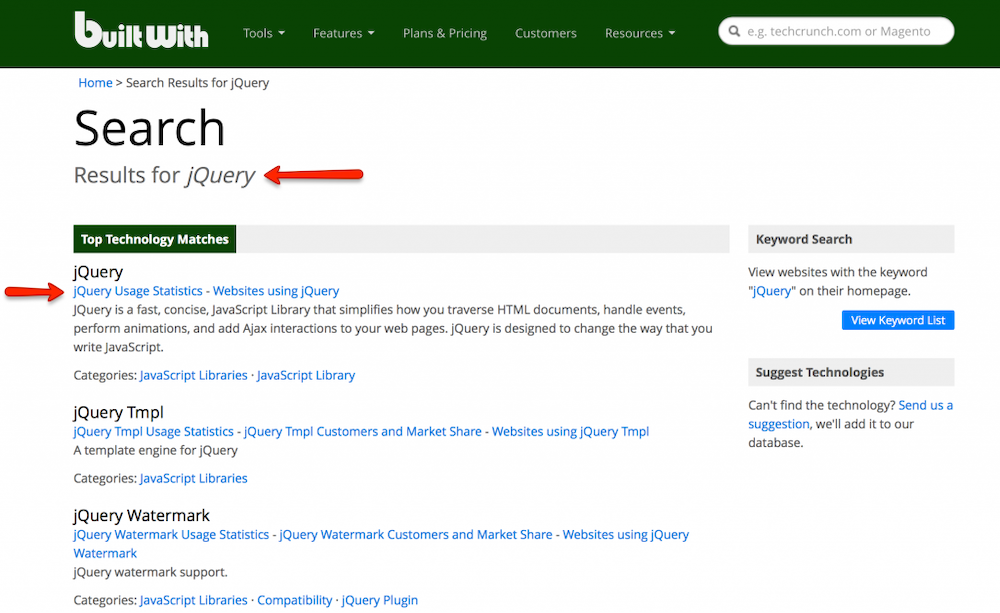 built with
Tools Features Plans & Pricing Customers Resources e.g. techcrunch.com or Magento
Home > Search Results for jQuery
Search
Results for jQuery
Top Technology Matches
jQuery
jQuery Usage Statistics - Websites using jQuery
JQuery is a fast, concise, JavaScript Library that simplifies how you traverse HTML documents, handle events,
perform animations, and add Ajax interactions to your web pages. jQuery is designed to change the way that you
write JavaScript.
Categories: JavaScript Libraries · JavaScript Library
jQuery Tmpl
jQuery Tmpl Usage Statistics - jQuery Tmpl Customers and Market Share - Websites using jQuery Tmpl
A template engine for jQuery
Categories: JavaScript Libraries
jQuery Watermark
jQuery Watermark Usage Statistics - jQuery Watermark Customers and Market Share - Websites using jQuery
Watermark
jQuery watermark support.
Categories: JavaScript Libraries · Compatibility · jQuery Plugin
Keyword Search
View websites with the keyword
"jQuery" on their homepage.
View Keyword List
Suggest Technologies
Can't find the technology? Send us a
suggestion, we'll add it to our
database.